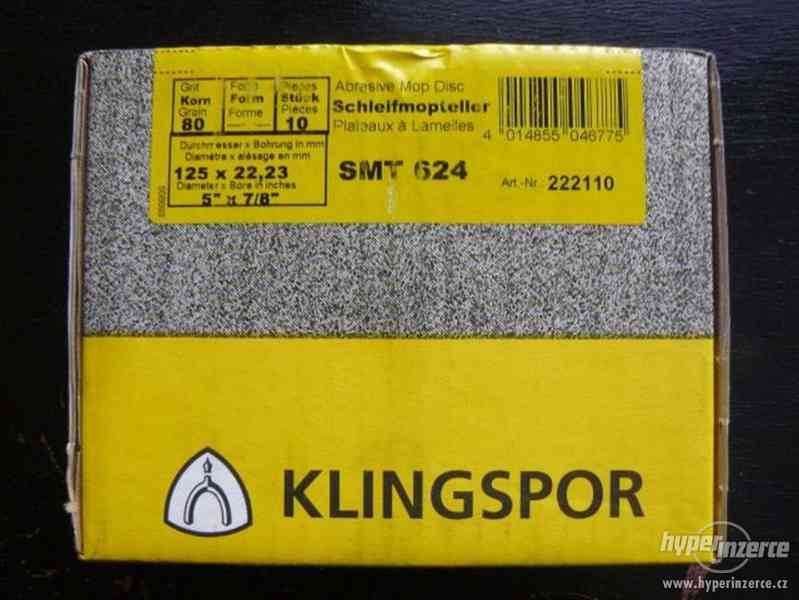 Grit Form Pieces
Korn Form Stück
Grain Forme Pieces
80 10
Durchmesser x Bohrung in mm
Diamètre x alésage en mm
125 x 22,23
Diameter x Bore in inches
5" x 7/8"
Abrasive Mop Disc
Schleifmopteller
Plateaux à Lamelles
SMT 624
4 014855 046775
Art.-Nr.: 222110
KLINGSPOR
hyperinzerce
www.hyperinzerce.cz